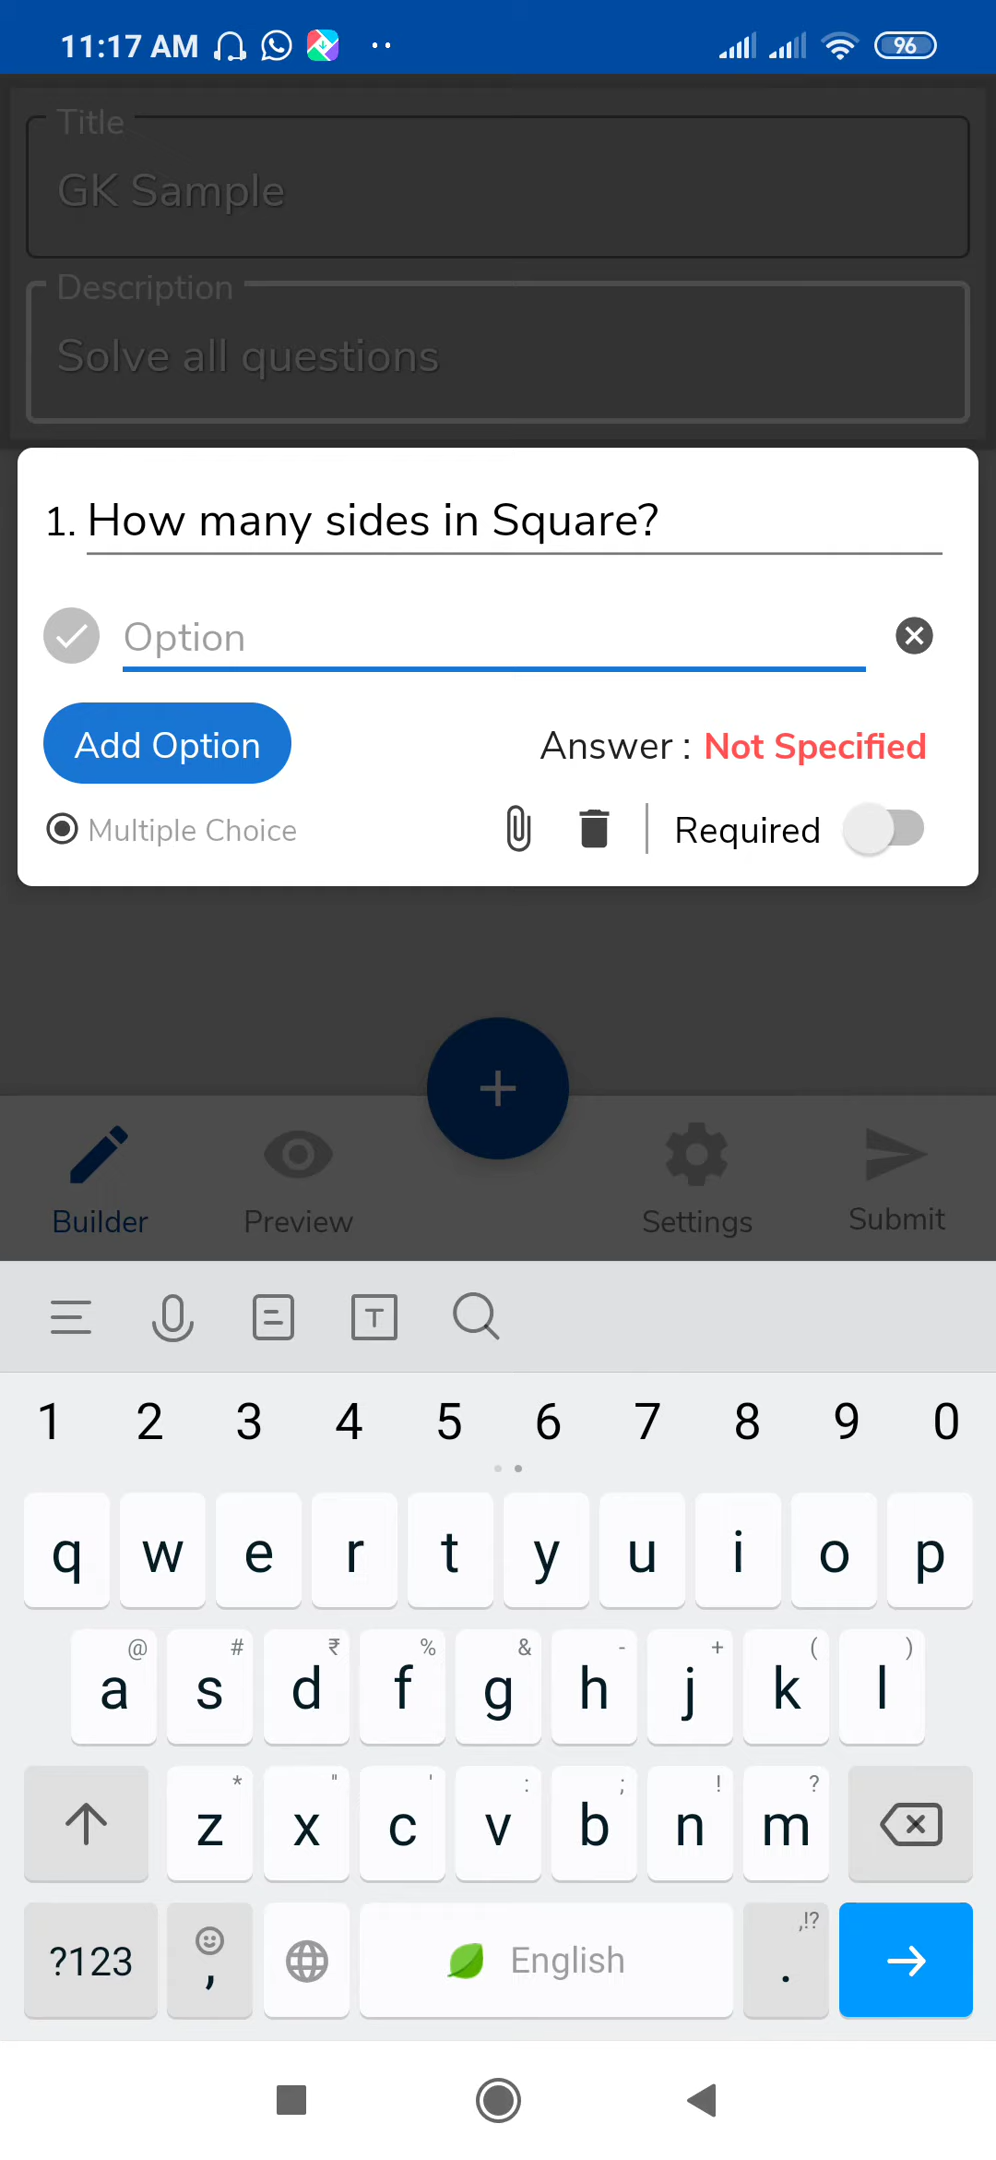 11:17 AM
96
Title
GK Sample
Description
Solve all questions
1. How many sides in Square?
Option
Add Option
Answer : Not Specified
Multiple Choice
Required
+
Builder
Preview
Settings
Submit
T
1 2 3 4 5 6 7 8 9 0
q w e r t y u i o p
@ # ₹ % & - + ( )
a s d f g h j k l
* " ' : ; ! ?
z x c v b n m
,!?
?123 , English .